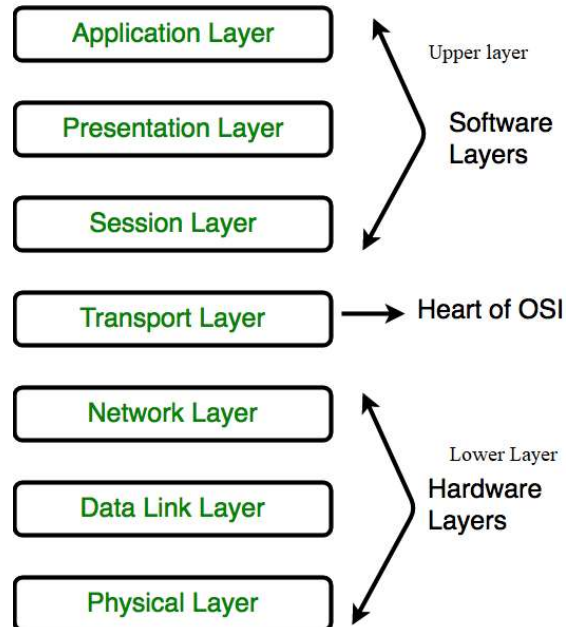 Application Layer
Upper layer
Presentation Layer
Software
Layers
Session Layer
Transport Layer
Heart of OSI
Network Layer
Lower Layer
Data Link Layer
Hardware
Layers
Physical Layer